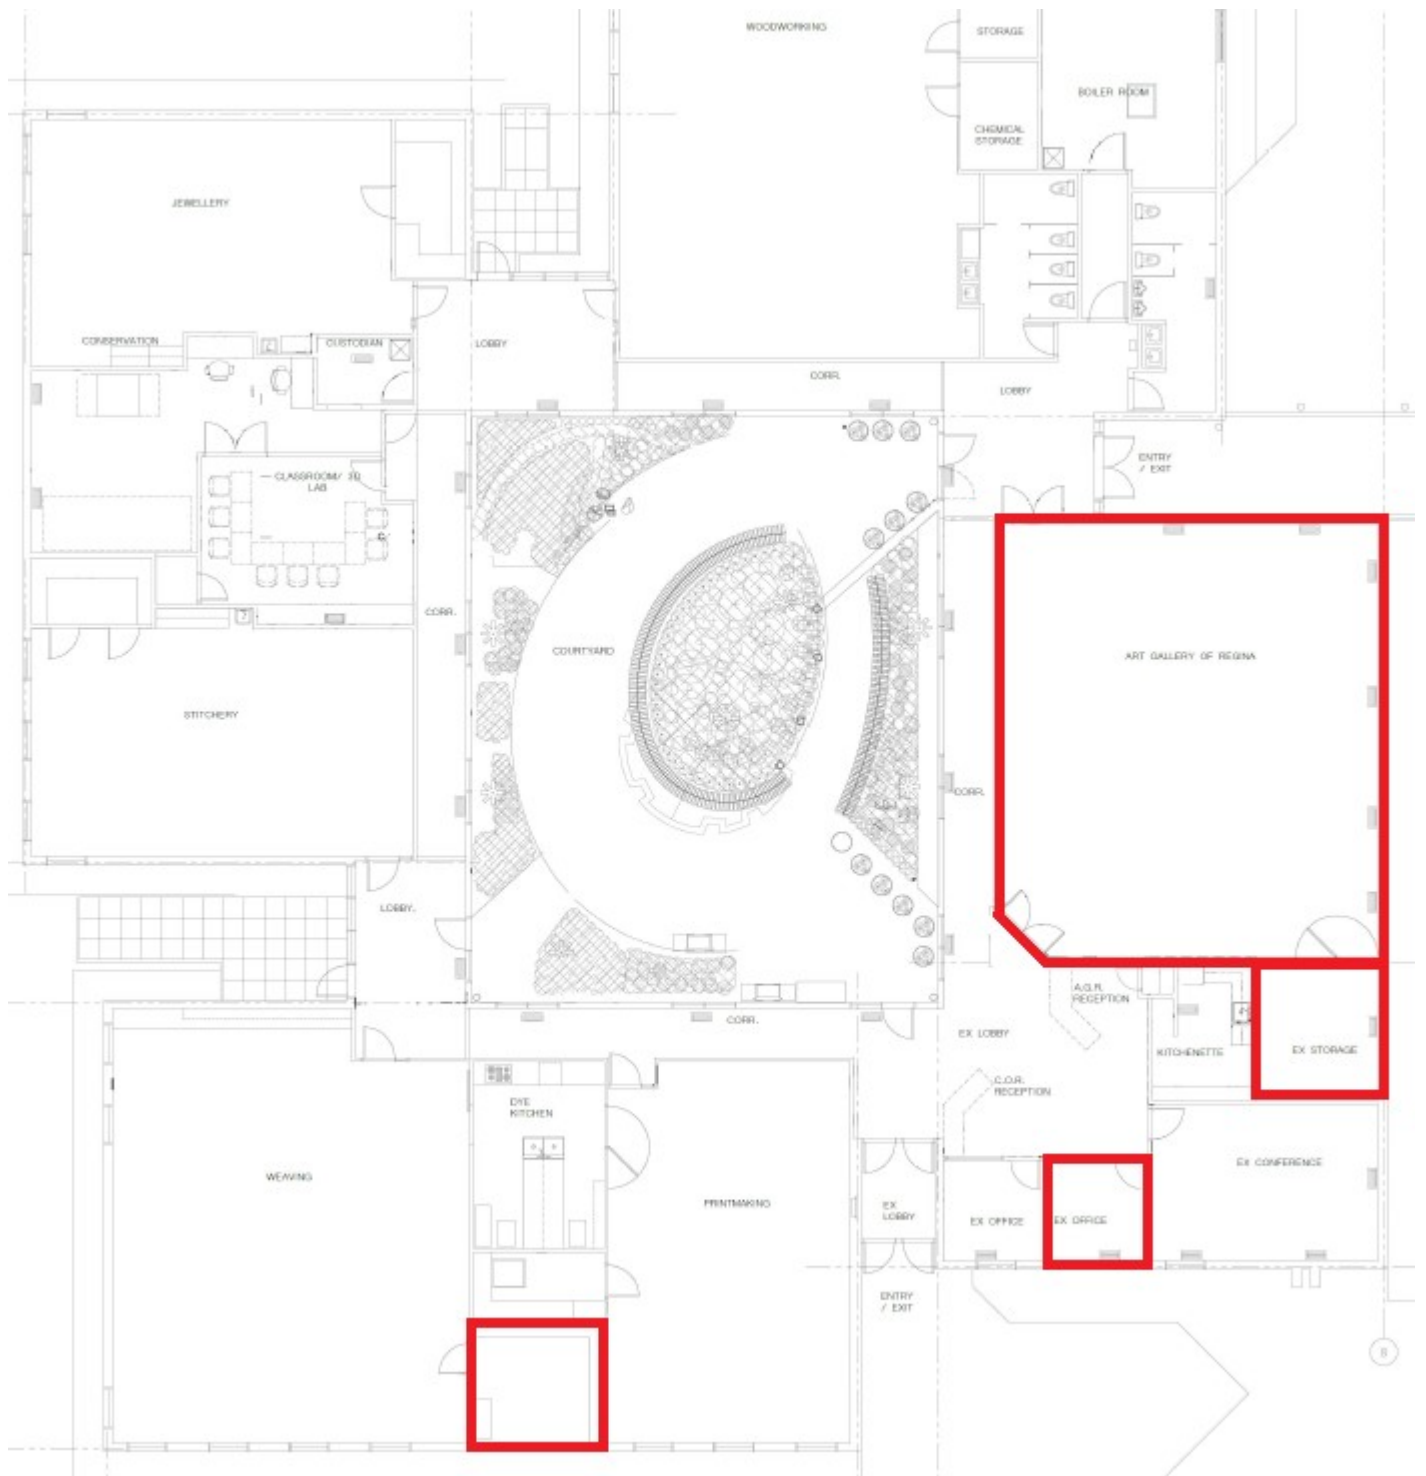 WOODWORKING
STORAGE
BOILER ROOM
CHEMICAL
STORAGE
JEWELLERY
CONSERVATION
CUSTODIAN
LOBBY
CORR.
LOBBY
ENTRY
/ EXIT
CLASSROOM/ 3D
LAB
CORR.
COURTYARD
ART GALLERY OF REGINA
STITCHERY
CORR.
LOBBY.
A.G.R.
RECEPTION
CORR.
EX LOBBY
KITCHENETTE
EX STORAGE
C.O.R.
RECEPTION
DYE
KITCHEN
WEAVING
PRINTMAKING
EX CONFERENCE
EX
LOBBY
EX OFFICE
EX OFFICE
ENTRY
/ EXIT